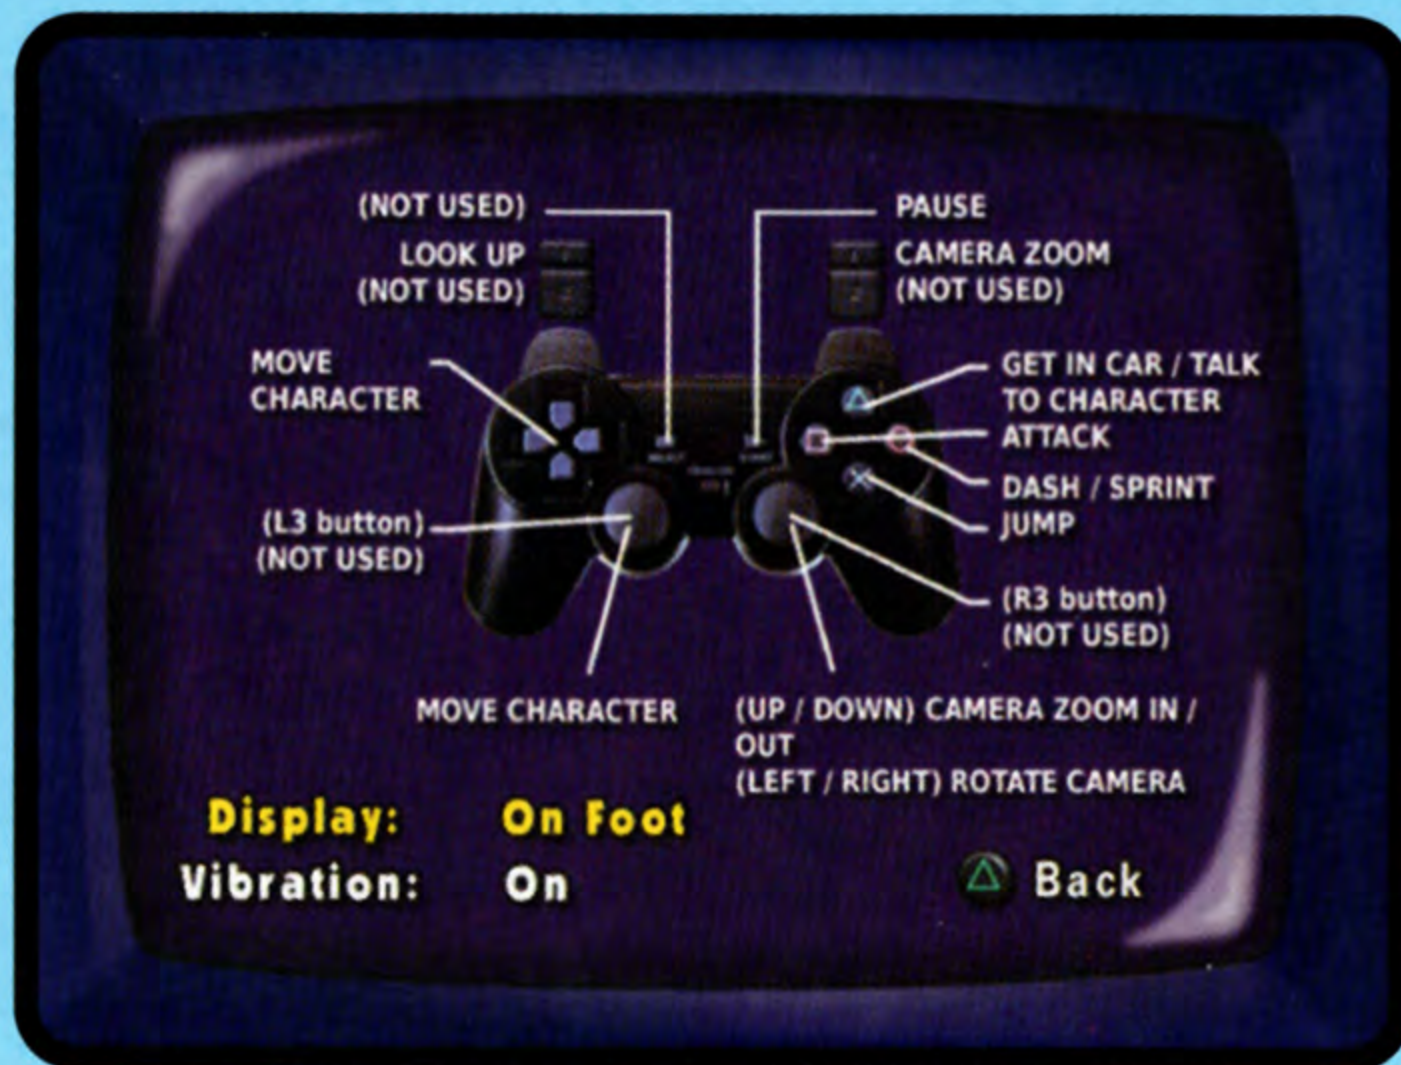 (NOT USED)
LOOK UP
(NOT USED)
PAUSE
CAMERA ZOOM
(NOT USED)
MOVE
CHARACTER
GET IN CAR / TALK
TO CHARACTER
ATTACK
DASH / SPRINT
JUMP
(L3 button)
(NOT USED)
(R3 button)
(NOT USED)
MOVE CHARACTER
(UP / DOWN) CAMERA ZOOM IN /
OUT
(LEFT / RIGHT) ROTATE CAMERA
Display: On Foot
Vibration: On
Back